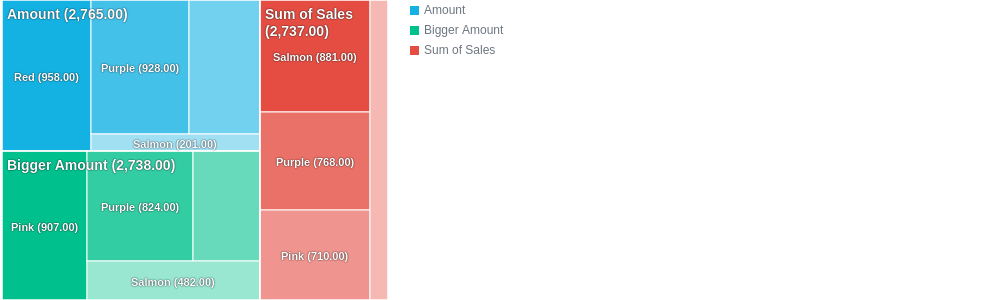 Amount (2,765.00)
Red (958.00)
Purple (928.00)
Salmon (201.00)
Bigger Amount (2,738.00)
Pink (907.00)
Purple (824.00)
Salmon (482.00)
Sum of Sales
(2,737.00)
Salmon (881.00)
Purple (768.00)
Pink (710.00)
Amount
Bigger Amount
Sum of Sales